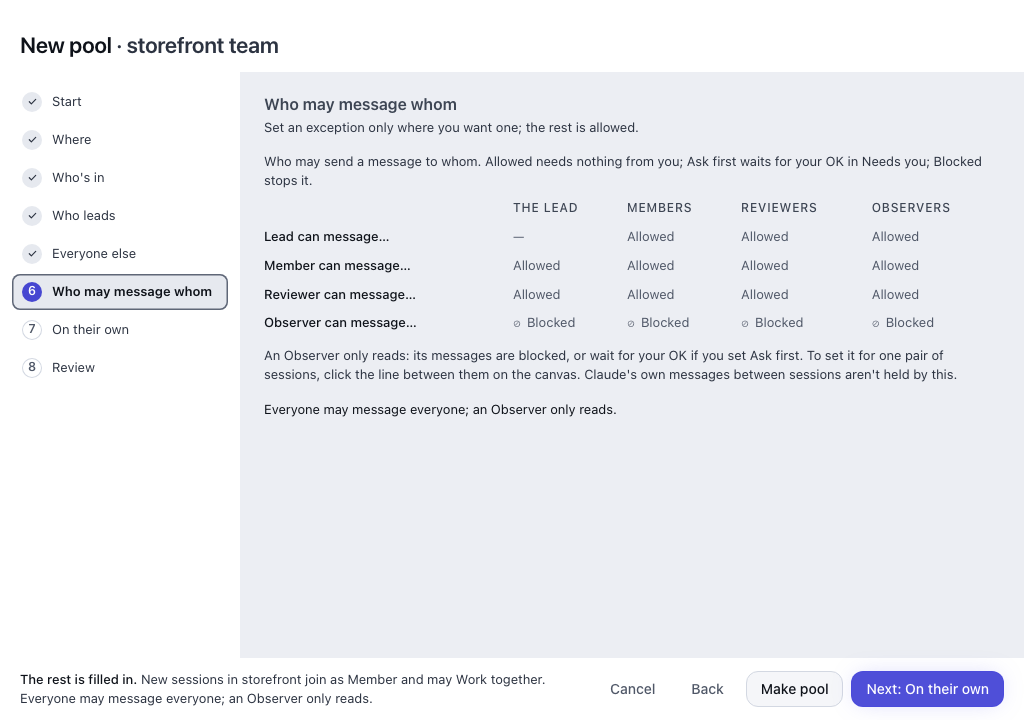 New pool · storefront team
Start
Where
Who's in
Who leads
Everyone else
6 Who may message whom
7 On their own
8 Review
Who may message whom
Set an exception only where you want one; the rest is allowed.
Who may send a message to whom. Allowed needs nothing from you; Ask first waits for your OK in Needs you; Blocked
stops it.
THE LEAD MEMBERS REVIEWERS OBSERVERS
Lead can message... — Allowed Allowed Allowed
Member can message... Allowed Allowed Allowed Allowed
Reviewer can message... Allowed Allowed Allowed Allowed
Observer can message... Blocked Blocked Blocked Blocked
An Observer only reads: its messages are blocked, or wait for your OK if you set Ask first. To set it for one pair of
sessions, click the line between them on the canvas. Claude's own messages between sessions aren't held by this.
Everyone may message everyone; an Observer only reads.
The rest is filled in. New sessions in storefront join as Member and may Work together.
Everyone may message everyone; an Observer only reads.
Cancel Back Make pool Next: On their own